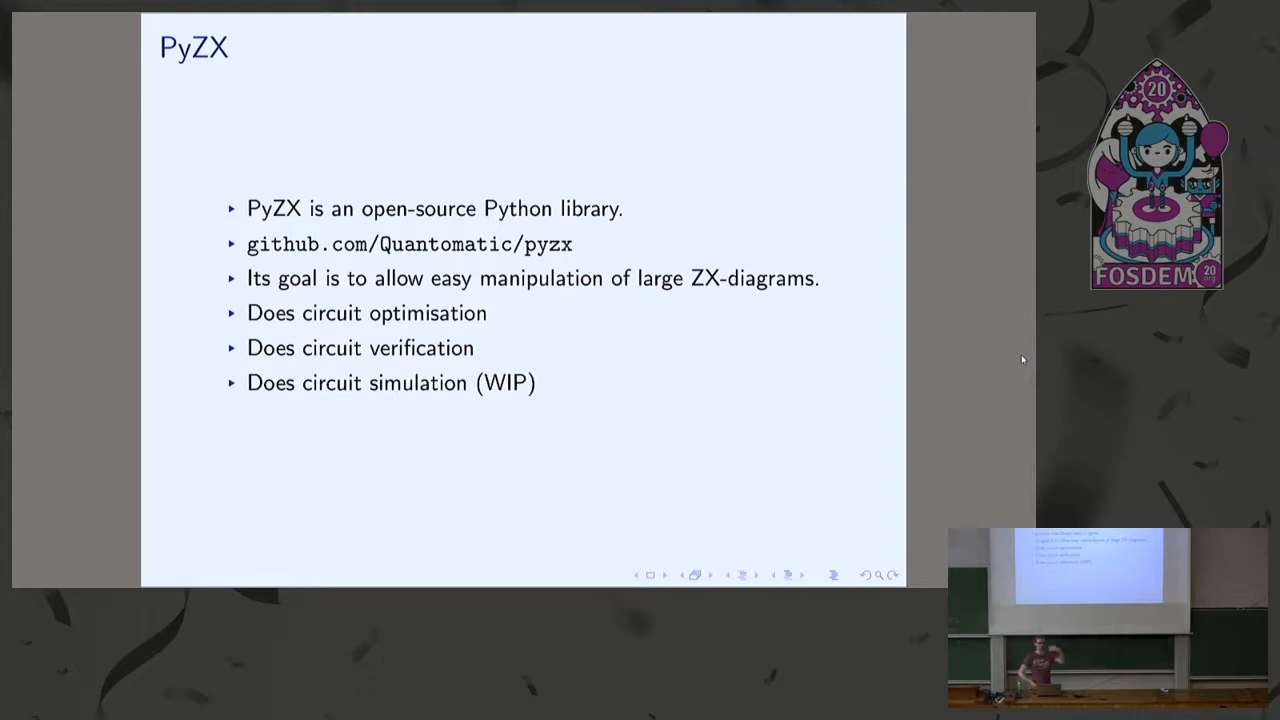 PyZX
PyZX is an open-source Python library.
github.com/Quantomatic/pyzx
Its goal is to allow easy manipulation of large ZX-diagrams.
Does circuit optimisation
Does circuit verification
Does circuit simulation (WIP)
20
FOSDEM 20
.org